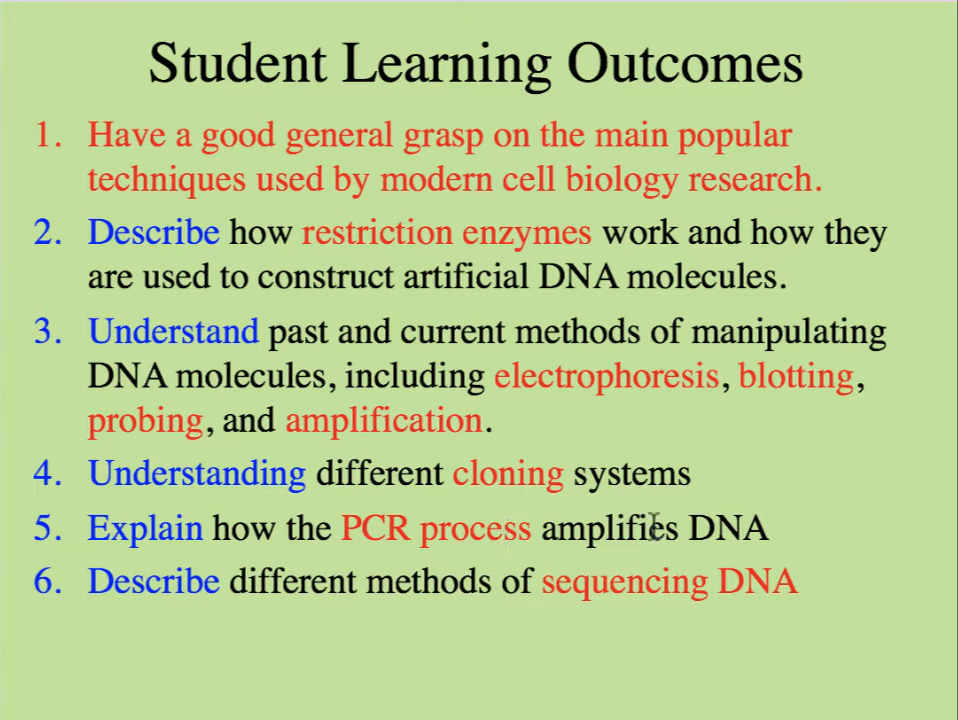 Student Learning Outcomes
1. Have a good general grasp on the main popular
techniques used by modern cell biology research.
2. Describe how restriction enzymes work and how they
are used to construct artificial DNA molecules.
3. Understand past and current methods of manipulating
DNA molecules, including electrophoresis, blotting,
probing, and amplification.
4. Understanding different cloning systems
5. Explain how the PCR process amplifies DNA
6. Describe different methods of sequencing DNA